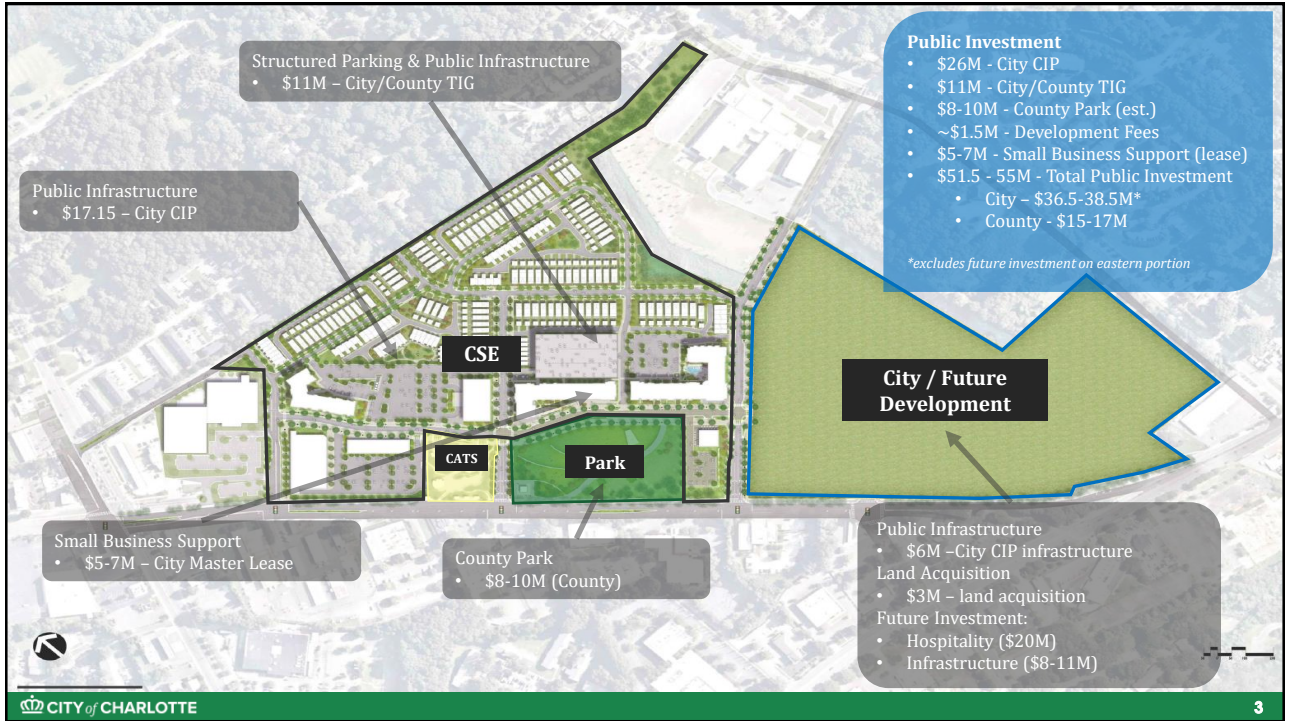 Structured Parking & Public Infrastructure
• $11M – City/County TIG
Public Investment
• $26M - City CIP
• $11M - City/County TIG
• $8-10M - County Park (est.)
• ~$1.5M - Development Fees
• $5-7M - Small Business Support (lease)
• $51.5 - 55M - Total Public Investment
• City – $36.5-38.5M*
• County - $15-17M
*excludes future investment on eastern portion
Public Infrastructure
• $17.15 – City CIP
CSE
City / Future
Development
CATS
Park
Small Business Support
• $5-7M – City Master Lease
County Park
• $8-10M (County)
Public Infrastructure
• $6M –City CIP infrastructure
Land Acquisition
• $3M – land acquisition
Future Investment:
• Hospitality ($20M)
• Infrastructure ($8-11M)
CITY of CHARLOTTE
3